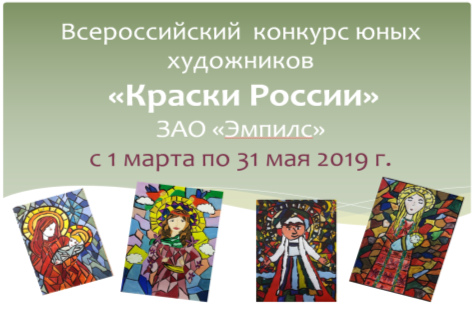 Всероссийский конкурс юных
художников
«Краски России»
ЗАО «Эмпилс»
с 1 марта по 31 мая 2019 г.